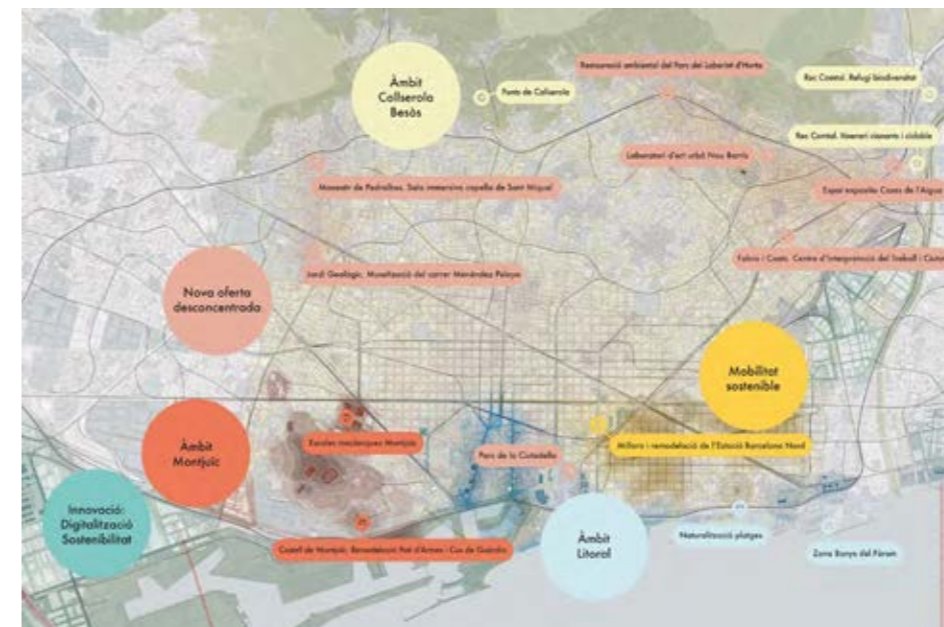 Àmbit
Collserola
Besòs
Ponts de Collserola
Restauració ambiental del Parc del Laberint d'Horta
Rec Comtal. Refugi biodiversitat
Rec Comtal. Itinerari vianants i ciclable
Laboratori d'art urbà Nou Barris
Espai expositiu Cases de l'Aigua
Monestir de Pedralbes. Sala immersiva capella de Sant Miquel
Fabra i Coats. Centre d'Interpretació del Treball i
Jardí Geològic. Museïtzació del carrer Menéndez Pelayo
Nova oferta
desconcentrada
Mobilitat
sostenible
Àmbit
Montjuïc
Escales mecàniques Montjuïc
Millora i remodelació de l'Estació Barcelona Nord
Parc de la Ciutadella
Innovació:
Digitalització
Sostenibilitat
Castell de Montjuïc. Remodelació Pati d'Armes i Cos de Guàrdia
Àmbit
Litoral
Naturalització platges
Zona Banys del Fòrum